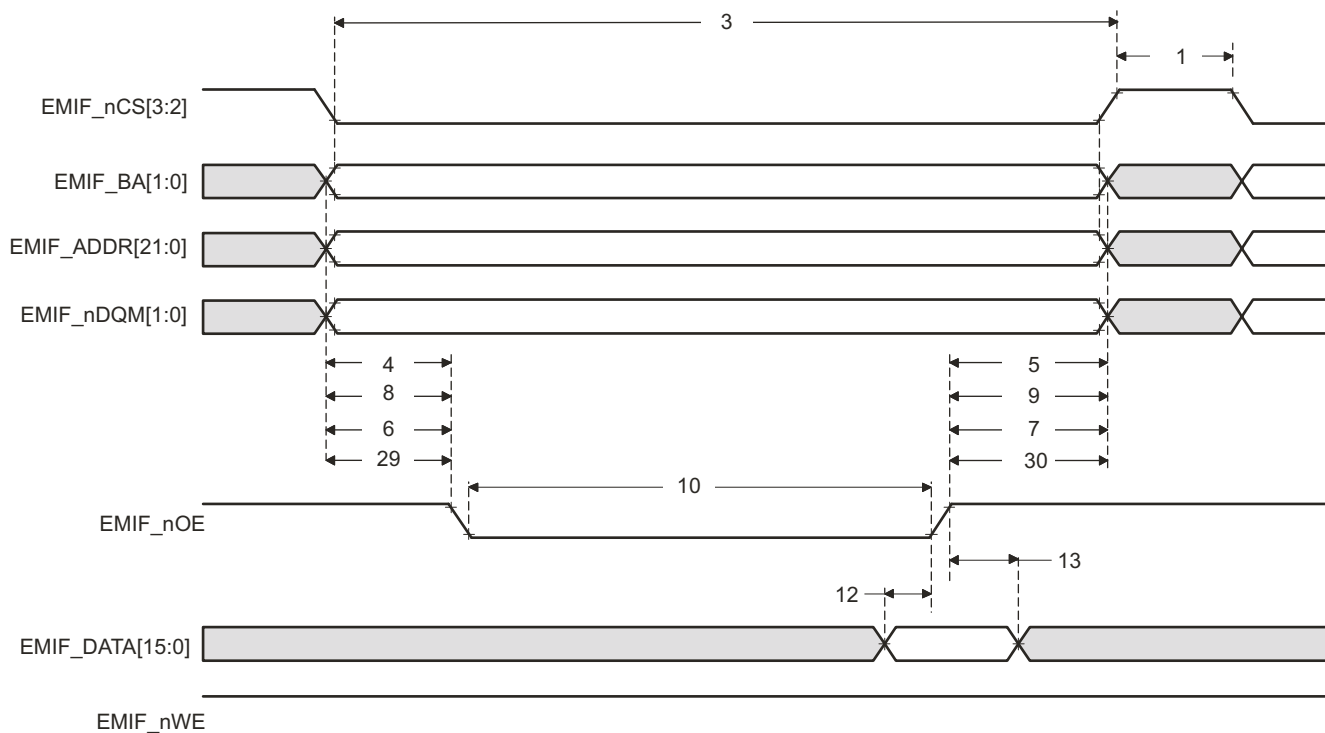 3
1
EMIF_nCS[3:2]
EMIF_BA[1:0]
EMIF_ADDR[21:0]
EMIF_nDQM[1:0]
4
5
8
9
6
7
29
30
10
EMIF_nOE
13
12
EMIF_DATA[15:0]
EMIF_nWE